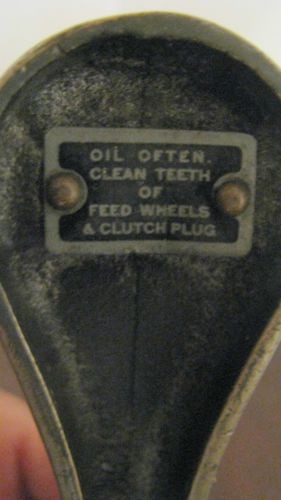 OIL OFTEN.
CLEAN TEETH
OF
FEED WHEELS
& CLUTCH PLUG